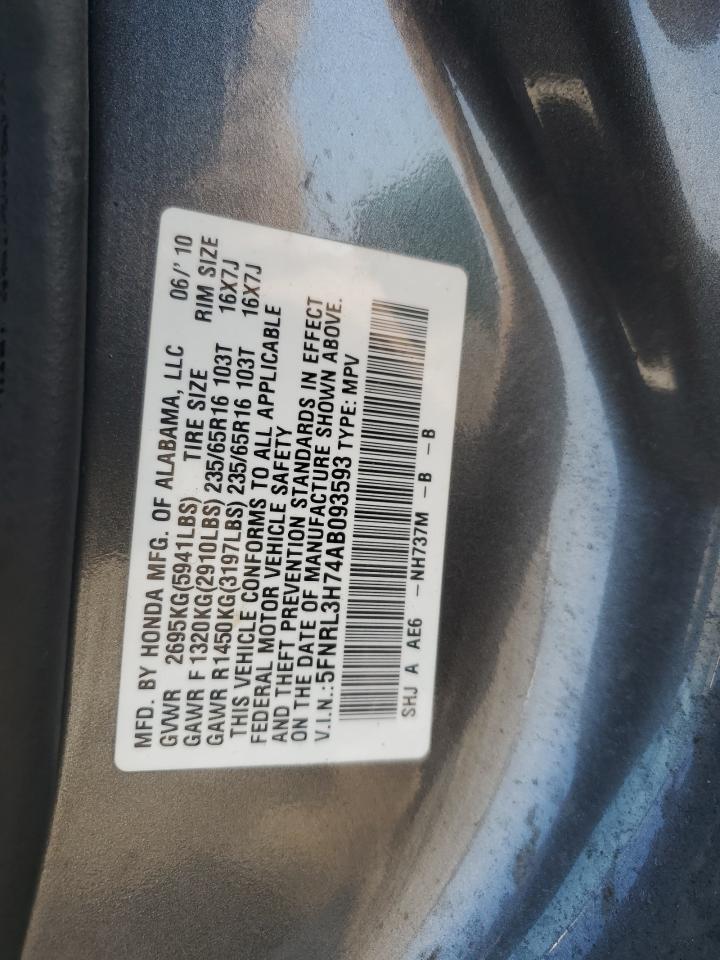 MFD. BY HONDA MFG. OF ALABAMA, LLC 06/'10
GVWR 2695KG(5941LBS) TIRE SIZE RIM SIZE
GAWR F 1320KG(2910LBS) 235/65R16 103T 16X7J
GAWR R 1450KG(3197LBS) 235/65R16 103T 16X7J
THIS VEHICLE CONFORMS TO ALL APPLICABLE
FEDERAL MOTOR VEHICLE SAFETY
AND THEFT PREVENTION STANDARDS IN EFFECT
ON THE DATE OF MANUFACTURE SHOWN ABOVE.
V.I.N.:5FNRL3H74AB093593 TYPE: MPV
SHJ A AE6 -NH737M -B -B